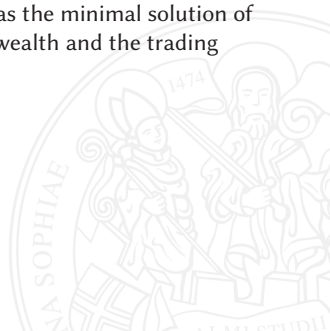 as the minimal solution of
wealth and the trading
1474
SOPHIAE